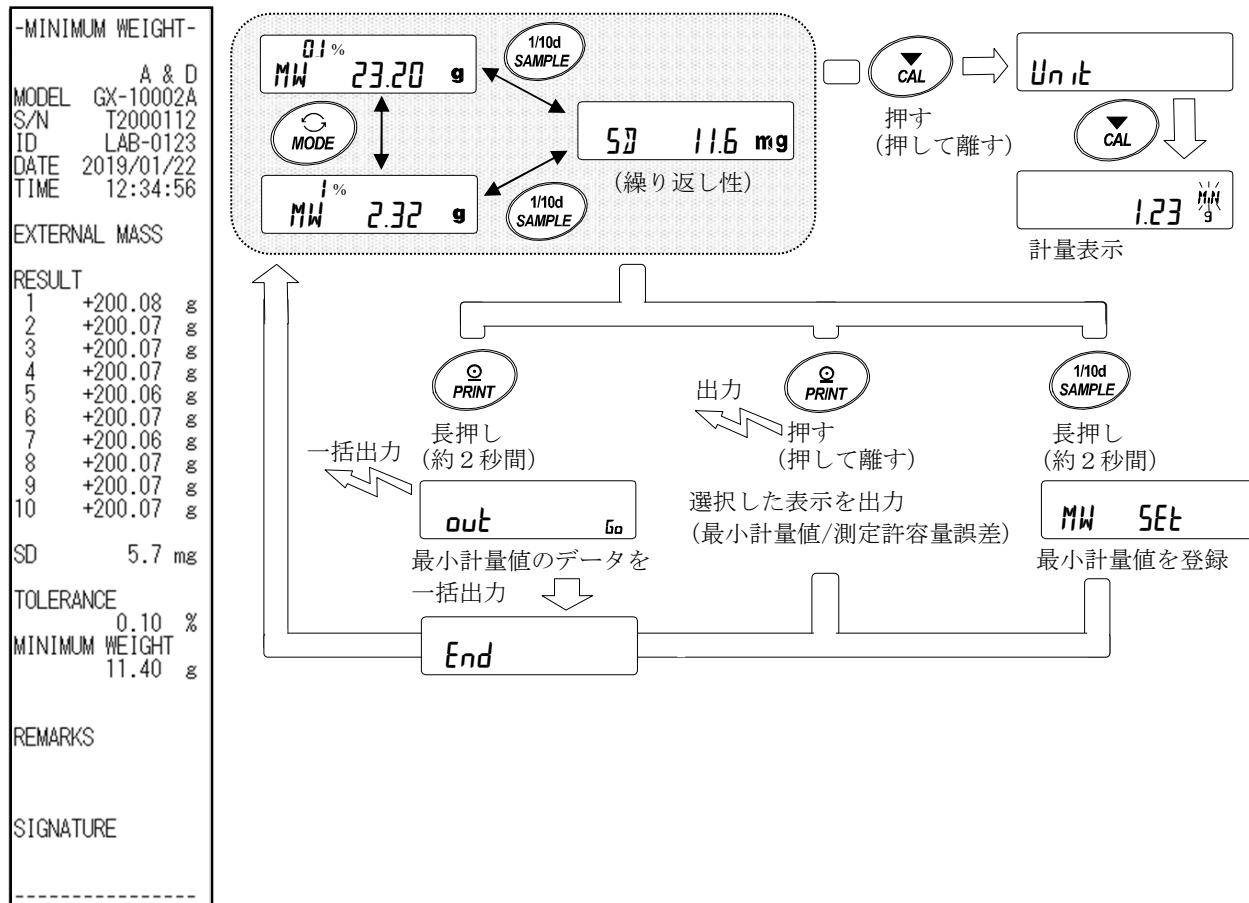 -MINIMUM WEIGHT-
A & D
MODEL GX-10002A
S/N T2000112
ID LAB-0123
DATE 2019/01/22
TIME 12:34:56
EXTERNAL MASS
RESULT
1 +200.08 g
2 +200.07 g
3 +200.07 g
4 +200.07 g
5 +200.06 g
6 +200.07 g
7 +200.06 g
8 +200.07 g
9 +200.07 g
10 +200.07 g
SD 5.7 mg
TOLERANCE
0.10 %
MINIMUM WEIGHT
11.40 g
REMARKS
SIGNATURE
----------------
0.1 %
MW 23.20 g
1/10d
SAMPLE
MODE
SD 11.6 mg
(繰り返し性)
1 %
MW 2.32 g
1/10d
SAMPLE
CAL
押す
(押して離す)
Unit
CAL
1.23 MIN g
計量表示
PRINT
長押し
(約2秒間)
一括出力
out Go
最小計量値のデータを
一括出力
End
PRINT
出力
押す
(押して離す)
選択した表示を出力
(最小計量値/測定許容量誤差)
1/10d
SAMPLE
長押し
(約2秒間)
MW SEt
最小計量値を登録